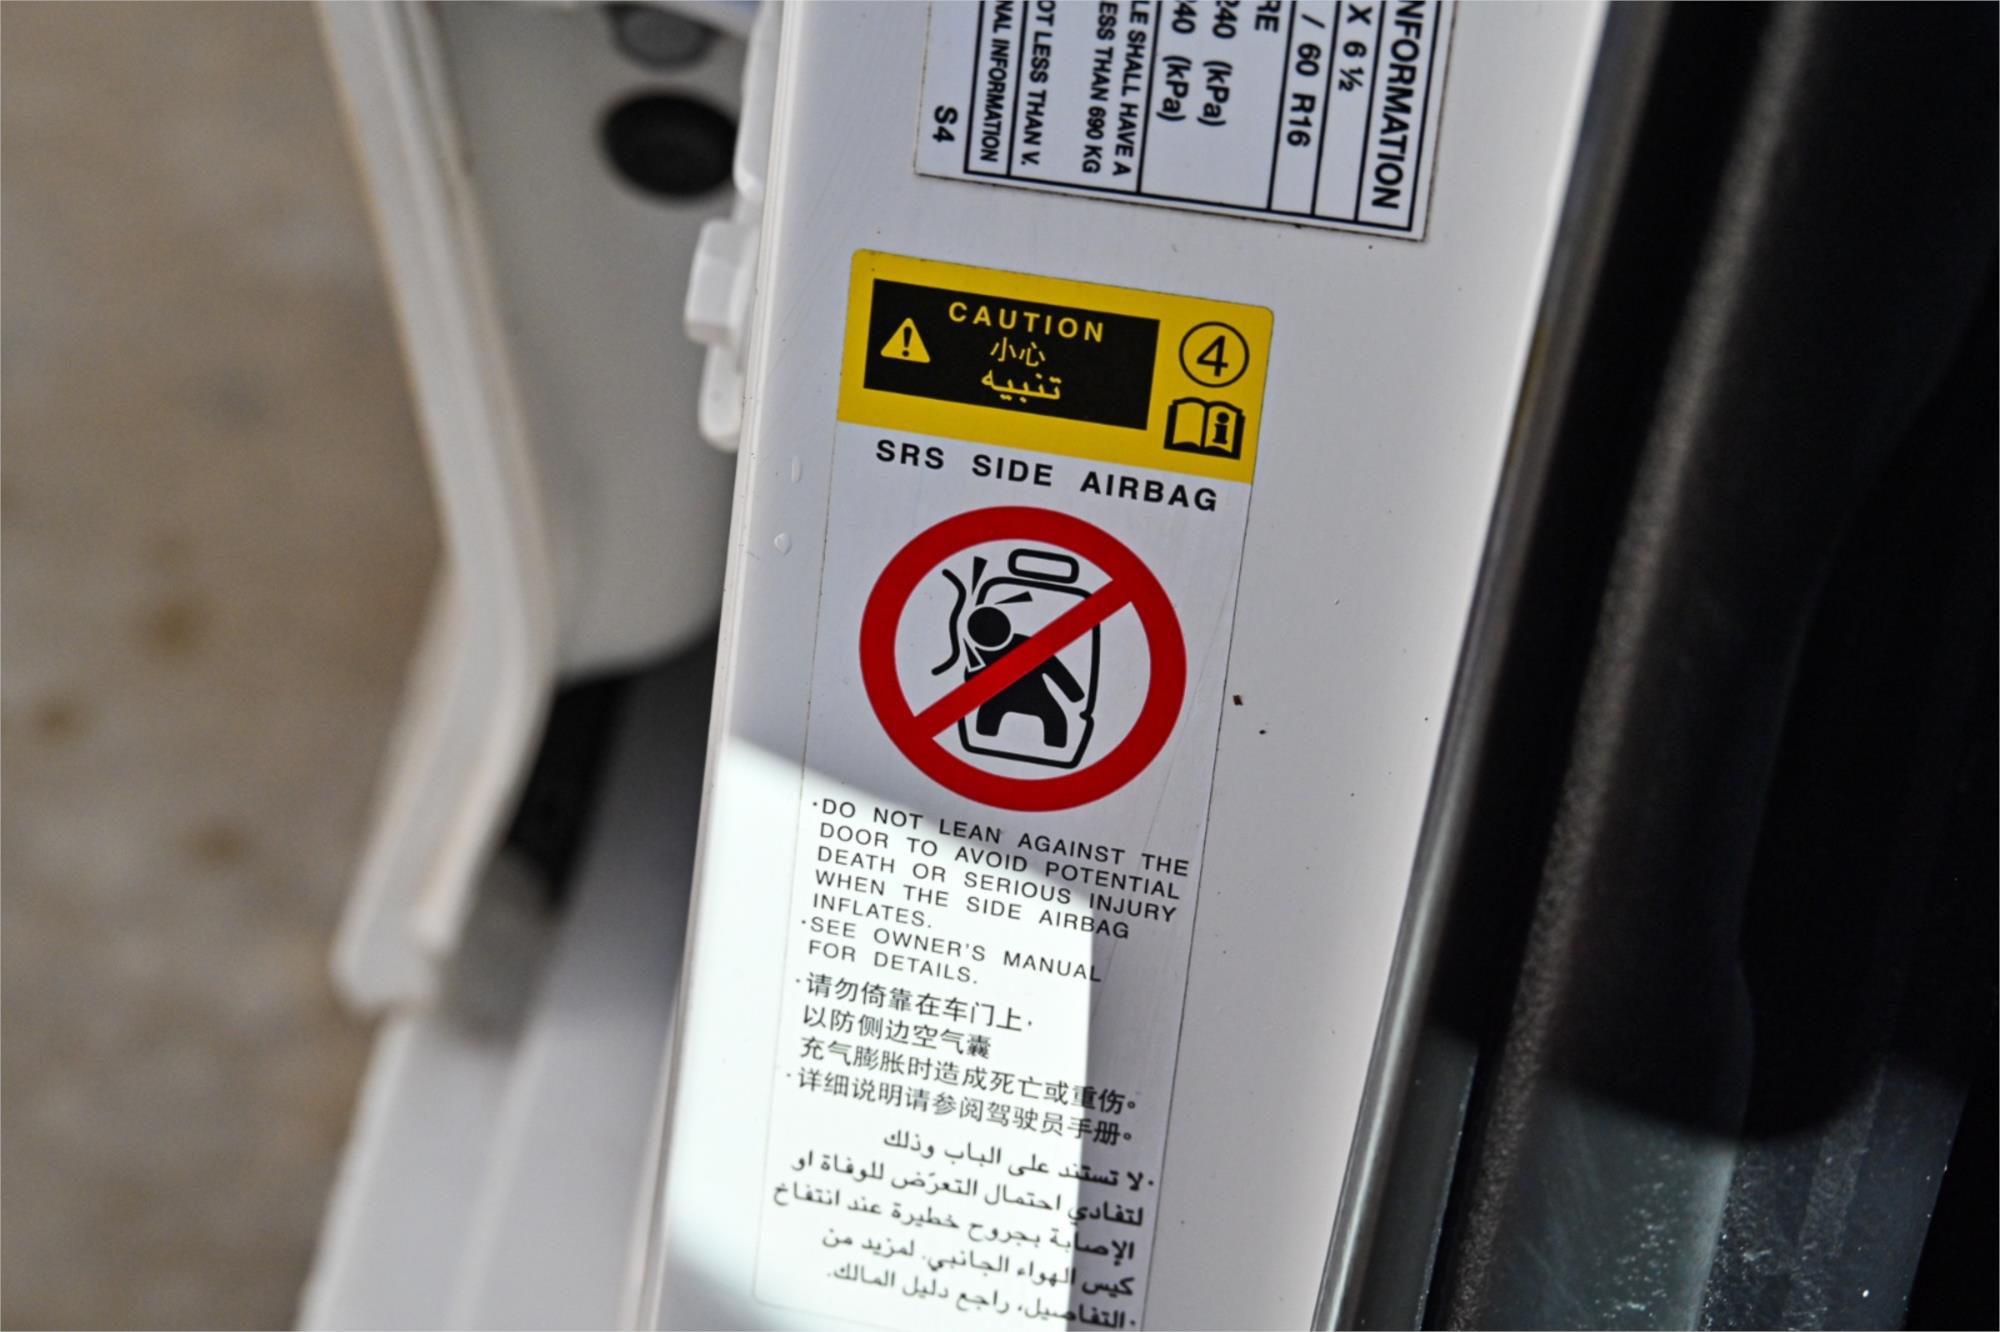 NFORMATION
X 6 ½
/ 60 R16
RE
240 (kPa)
240 (kPa)
LE SHALL HAVE A
ESS THAN 690 KG
OT LESS THAN V.
NAL INFORMATION
S4
CAUTION
小心
تنبيه
4
SRS SIDE AIRBAG
·DO NOT LEAN AGAINST THE
DOOR TO AVOID POTENTIAL
DEATH OR SERIOUS INJURY
WHEN THE SIDE AIRBAG
INFLATES.
·SEE OWNER'S MANUAL
FOR DETAILS.
·请勿倚靠在车门上,
以防侧边空气囊
充气膨胀时造成死亡或重伤。
·详细说明请参阅驾驶员手册。
·لا تستند على الباب وذلك
لتفادي احتمال التعرّض للوفاة او
الإصابة بجروح خطيرة عند انتفاخ
كيس الهواء الجانبي. لمزيد من
·التفاصيل، راجع دليل المالك.